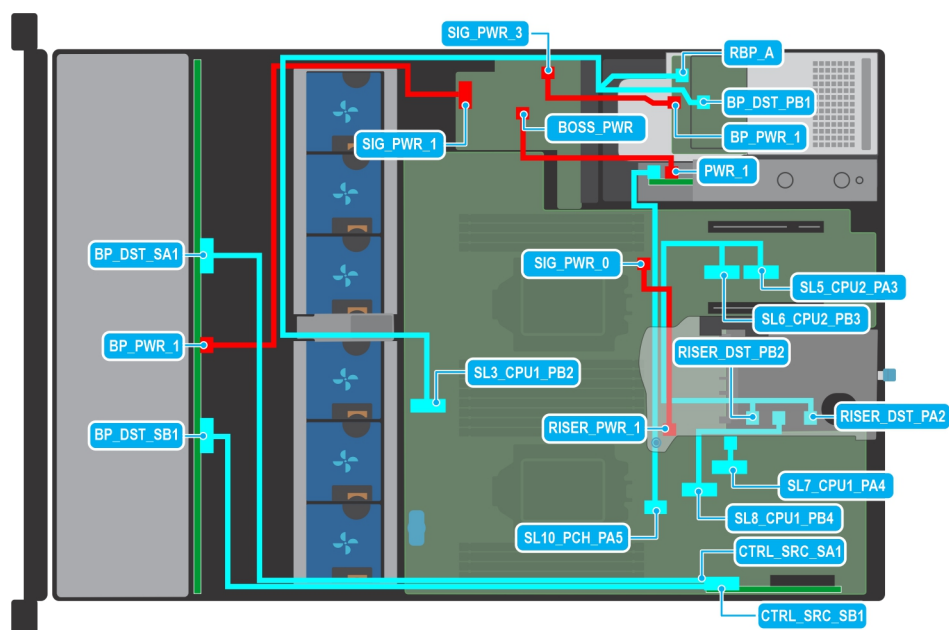 SIG_PWR_3
RBP_A
BP_DST_PB1
BOSS_PWR
BP_PWR_1
SIG_PWR_1
PWR_1
BP_DST_SA1
SIG_PWR_0
SL5_CPU2_PA3
SL6_CPU2_PB3
BP_PWR_1
RISER_DST_PB2
SL3_CPU1_PB2
RISER_DST_PA2
BP_DST_SB1
RISER_PWR_1
SL7_CPU1_PA4
SL8_CPU1_PB4
SL10_PCH_PA5
CTRL_SRC_SA1
CTRL_SRC_SB1